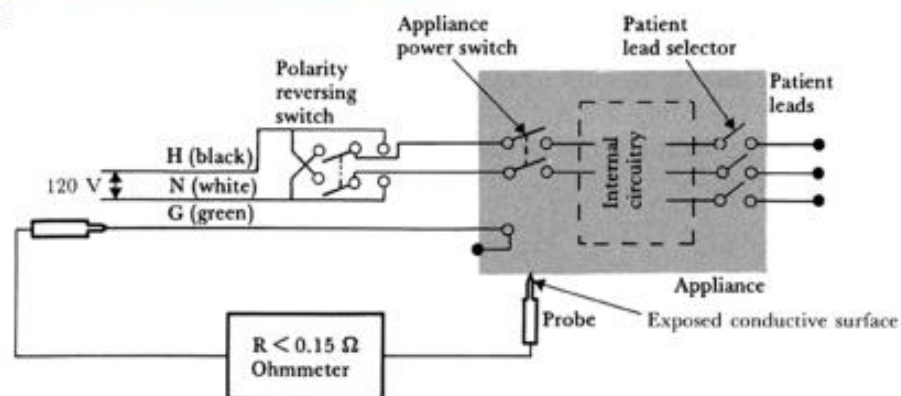 Appliance
power switch
Patient
lead selector
Polarity
reversing
switch
Patient
leads
H (black)
120 V
N (white)
G (green)
Internal
circuitry
Appliance
Probe
Exposed conductive surface
R < 0.15 Ω
Ohmmeter